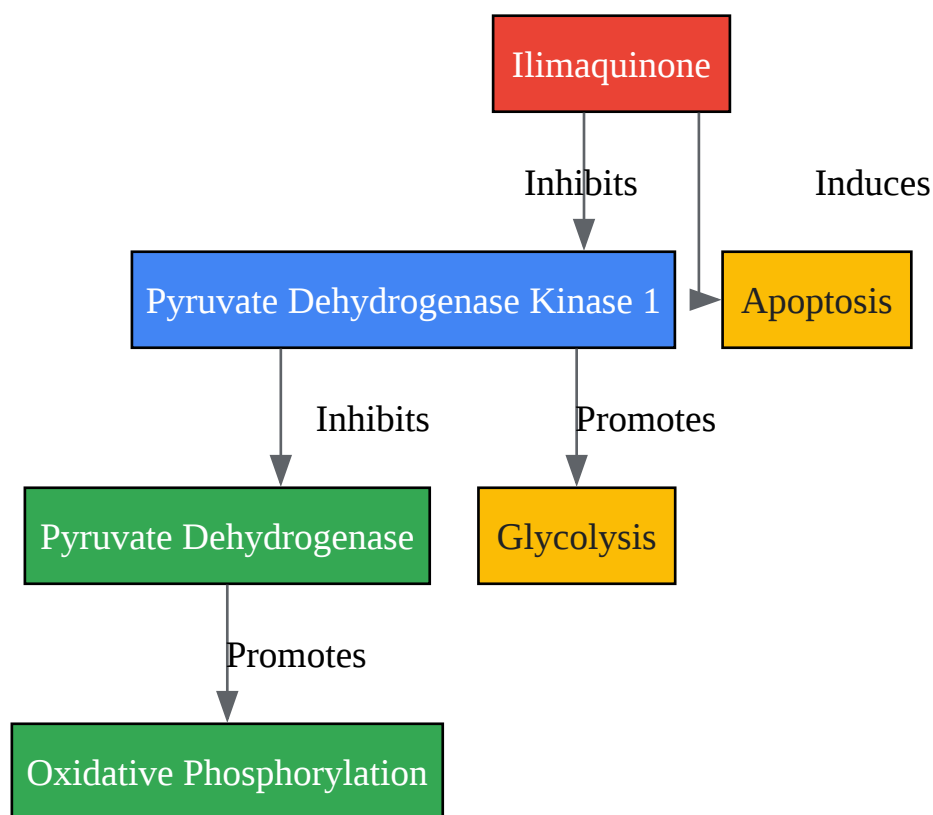 Ilimaquinone
Inhibits
Induces
Pyruvate Dehydrogenase Kinase 1
Apoptosis
Inhibits
Promotes
Pyruvate Dehydrogenase
Glycolysis
Promotes
Oxidative Phosphorylation